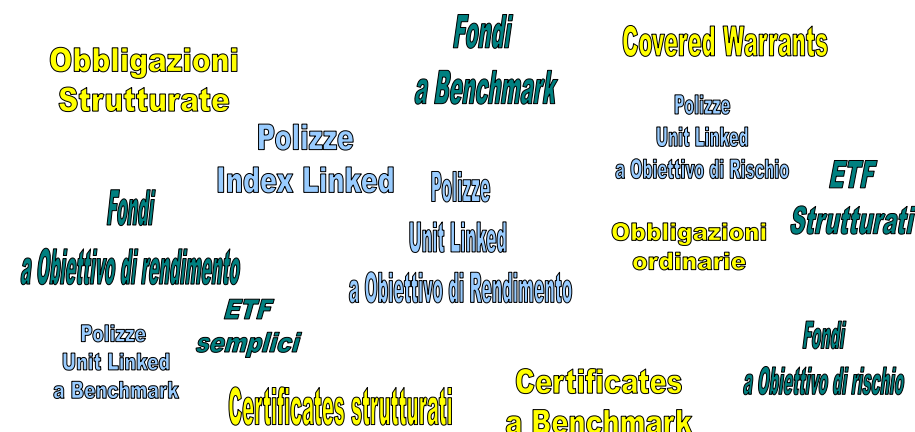 Obbligazioni
Strutturate
Fondi
a Benchmark
Covered Warrants
Polizze
Index Linked
Polizze
Unit Linked
a Obiettivo di Rischio
ETF
Strutturati
Polizze
Unit Linked
a Obiettivo di Rendimento
Obbligazioni
ordinarie
Fondi
a Obiettivo di rendimento
ETF
semplici
Polizze
Unit Linked
a Benchmark
Certificates strutturati
Certificates
a Benchmark
Fondi
a Obiettivo di rischio